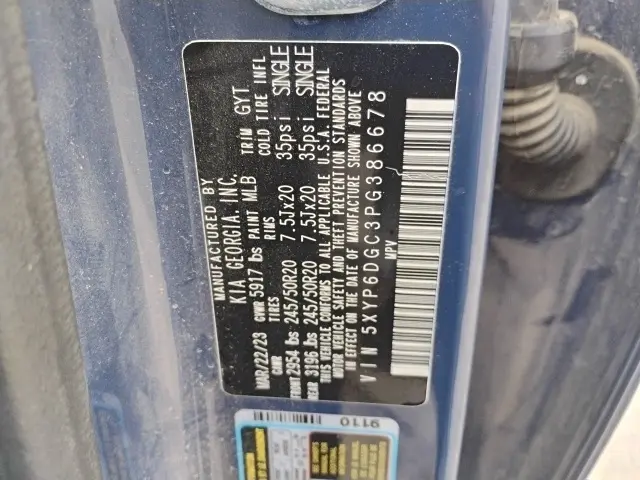 MANUFACTURED BY
KIA GEORGIA, INC.
MAR/22/23 GVWR 5917 lbs PAINT MLB TRIM GYT
GAWR TIRES RIMS COLD TIRE INFL
FRONT 2954 lbs 245/50R20 7.5Jx20 35psi SINGLE
REAR 3196 lbs 245/50R20 7.5Jx20 35psi SINGLE
THIS VEHICLE CONFORMS TO ALL APPLICABLE U.S.A. FEDERAL
MOTOR VEHICLE SAFETY AND THEFT PREVENTION STANDARDS
IN EFFECT ON THE DATE OF MANUFACTURE SHOWN ABOVE
VIN 5XYP6DGC3PG386678
MPV
9110